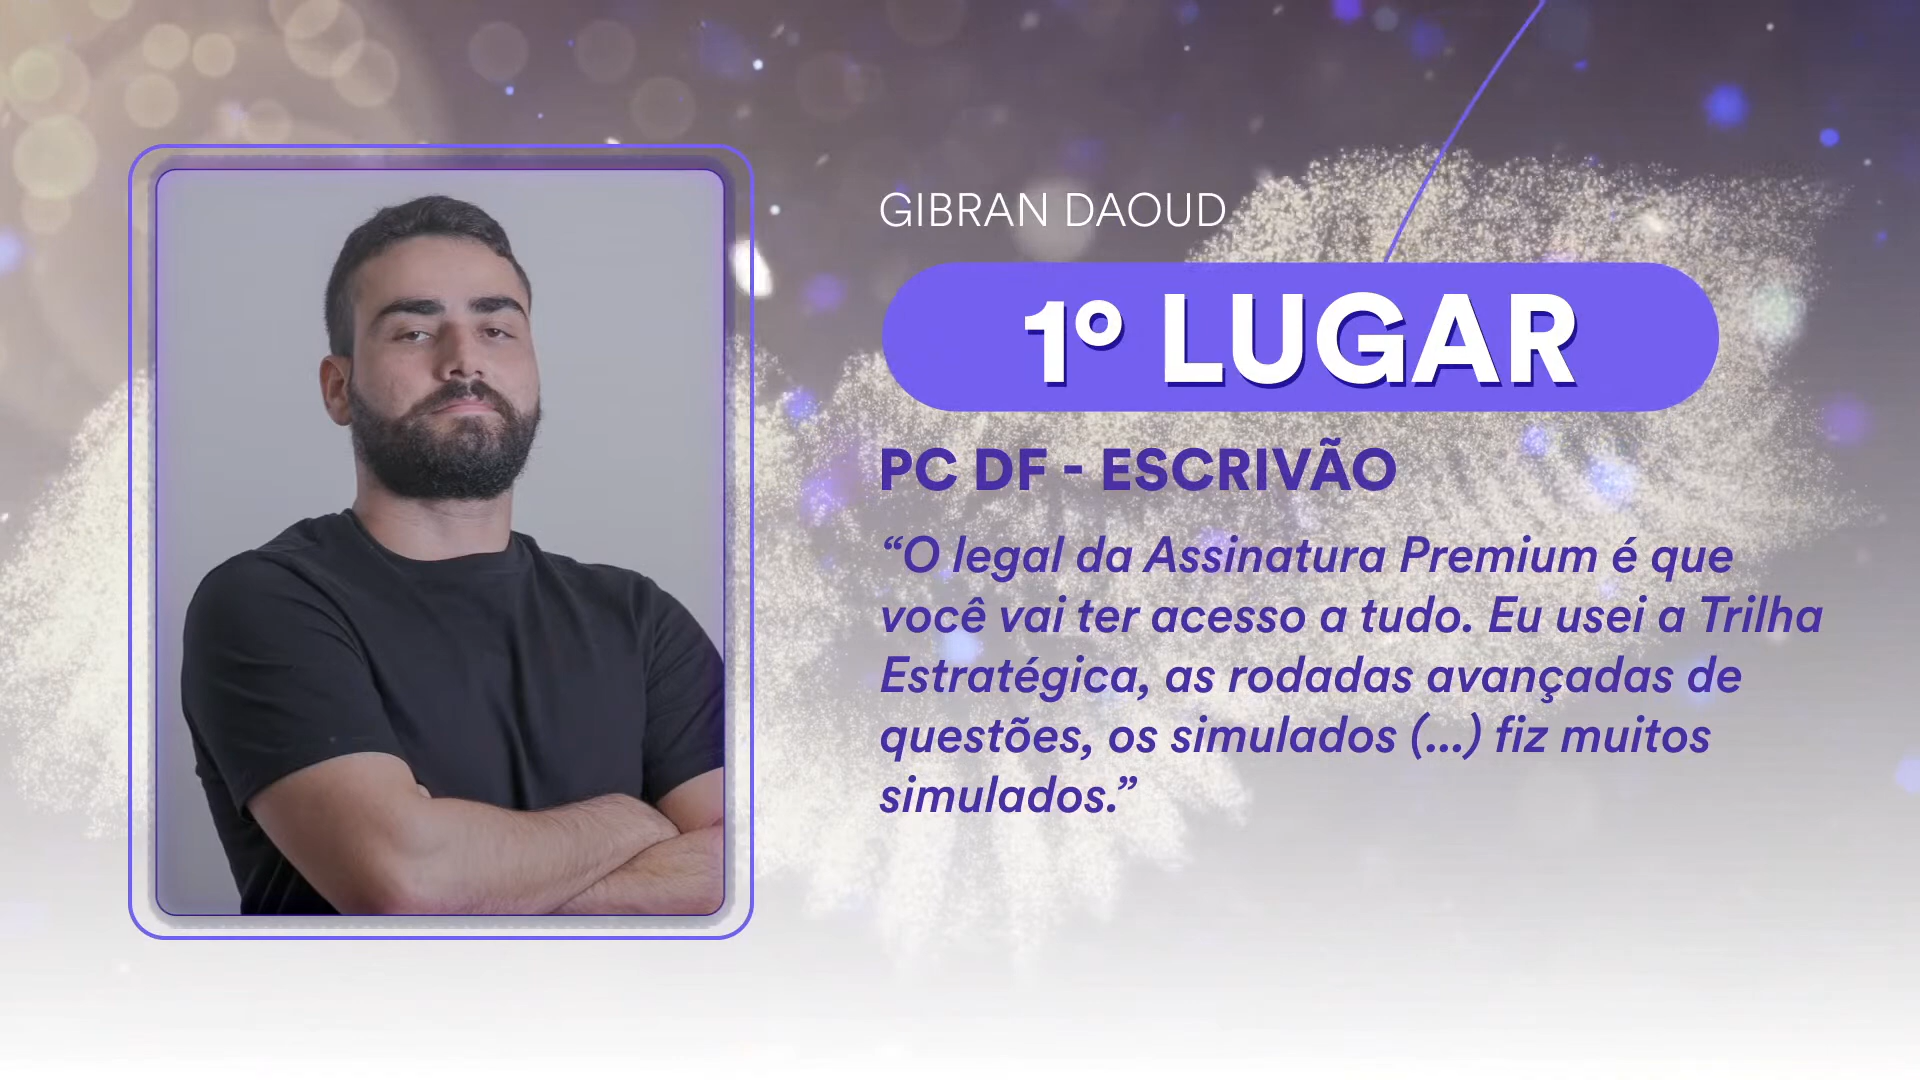 GIBRAN DAOUD
1º LUGAR
PC DF - ESCRIVÃO
“O legal da Assinatura Premium é que
você vai ter acesso a tudo. Eu usei a Trilha
Estratégica, as rodadas avançadas de
questões, os simulados (...) fiz muitos
simulados.”